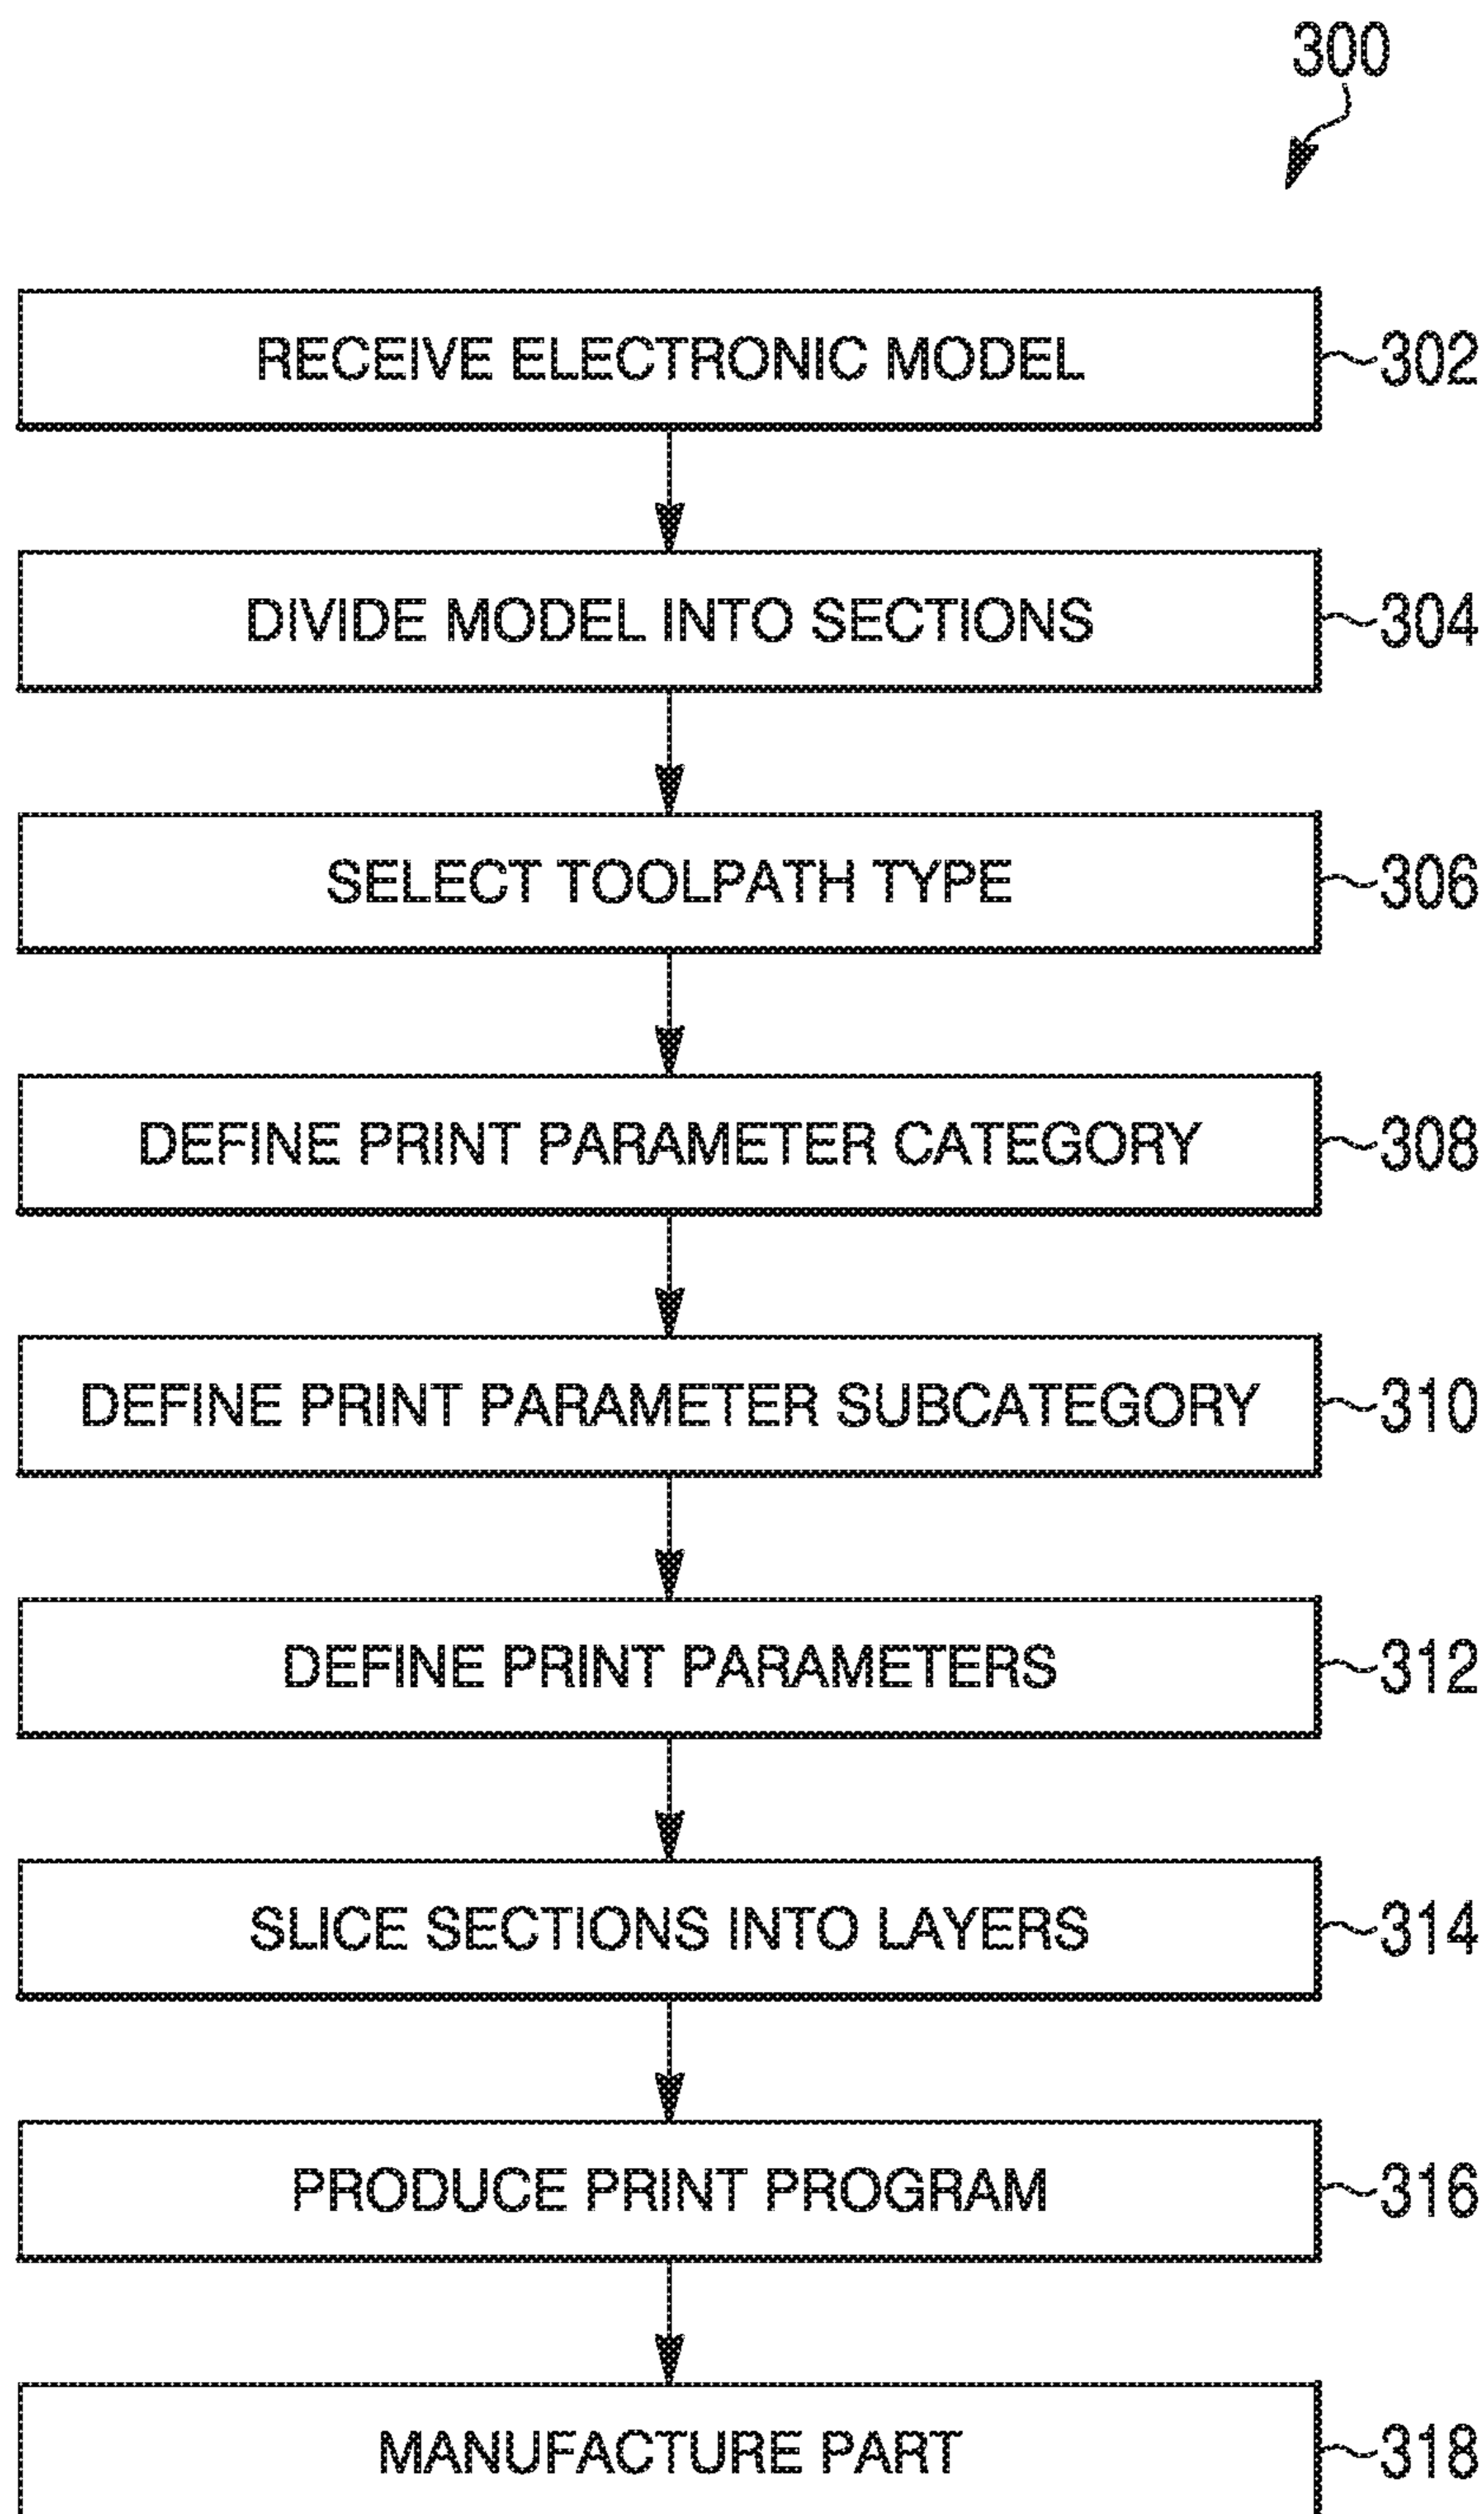 300
RECEIVE ELECTRONIC MODEL 302
DIVIDE MODEL INTO SECTIONS 304
SELECT TOOLPATH TYPE 306
DEFINE PRINT PARAMETER CATEGORY 308
DEFINE PRINT PARAMETER SUBCATEGORY 310
DEFINE PRINT PARAMETERS 312
SLICE SECTIONS INTO LAYERS 314
PRODUCE PRINT PROGRAM 316
MANUFACTURE PART 318